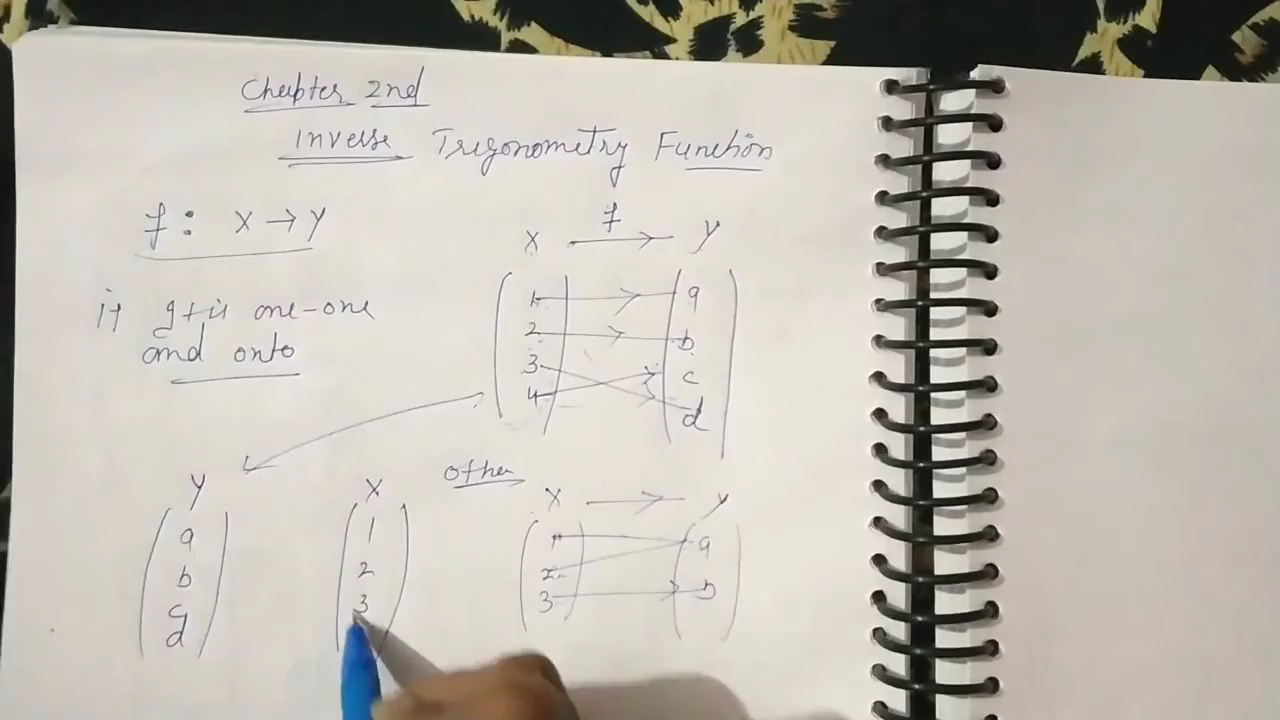 Chapter 2nd
Inverse Trigonometry Function
f: X → Y
X f Y
1 a
2 b
3 c
4 d
if it is one-one
and onto
Y X
a 1
b 2
c 3
d
Other
X → Y
1 a
2 b
3